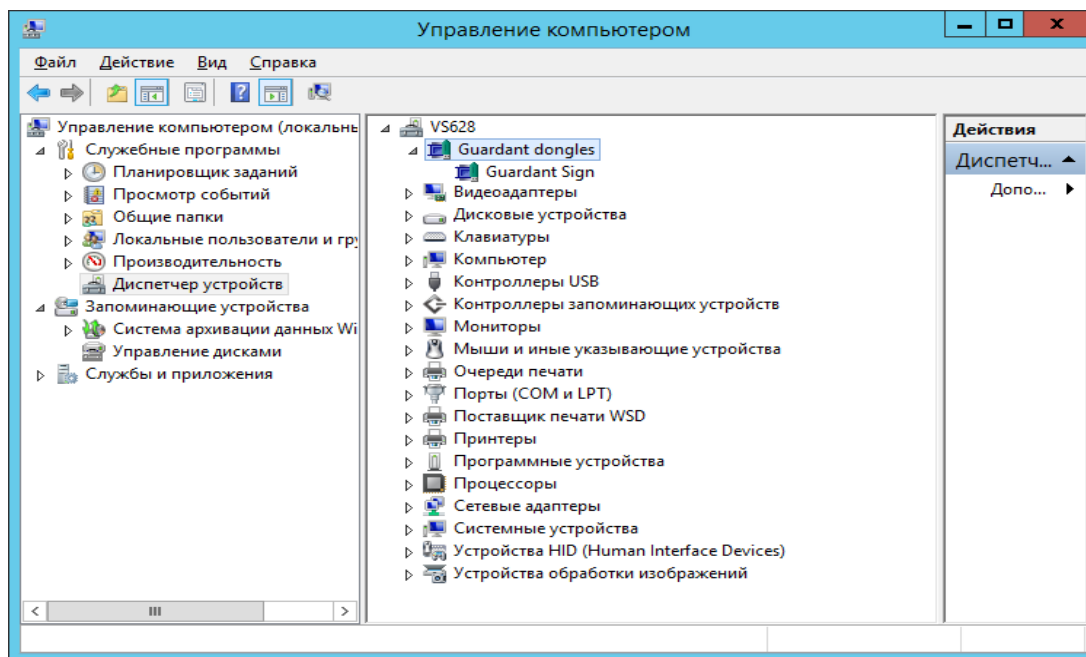 Управление компьютером
Файл Действие Вид Справка
Управление компьютером (локальнь
Служебные программы
Планировщик заданий
Просмотр событий
Общие папки
Локальные пользователи и гру
Производительность
Диспетчер устройств
Запоминающие устройства
Система архивации данных Wi
Управление дисками
Службы и приложения
VS628
Guardant dongles
Guardant Sign
Видеоадаптеры
Дисковые устройства
Клавиатуры
Компьютер
Контроллеры USB
Контроллеры запоминающих устройств
Мониторы
Мыши и иные указывающие устройства
Очереди печати
Порты (COM и LPT)
Поставщик печати WSD
Принтеры
Программные устройства
Процессоры
Сетевые адаптеры
Системные устройства
Устройства HID (Human Interface Devices)
Устройства обработки изображений
Действия
Диспетч...
Допо...